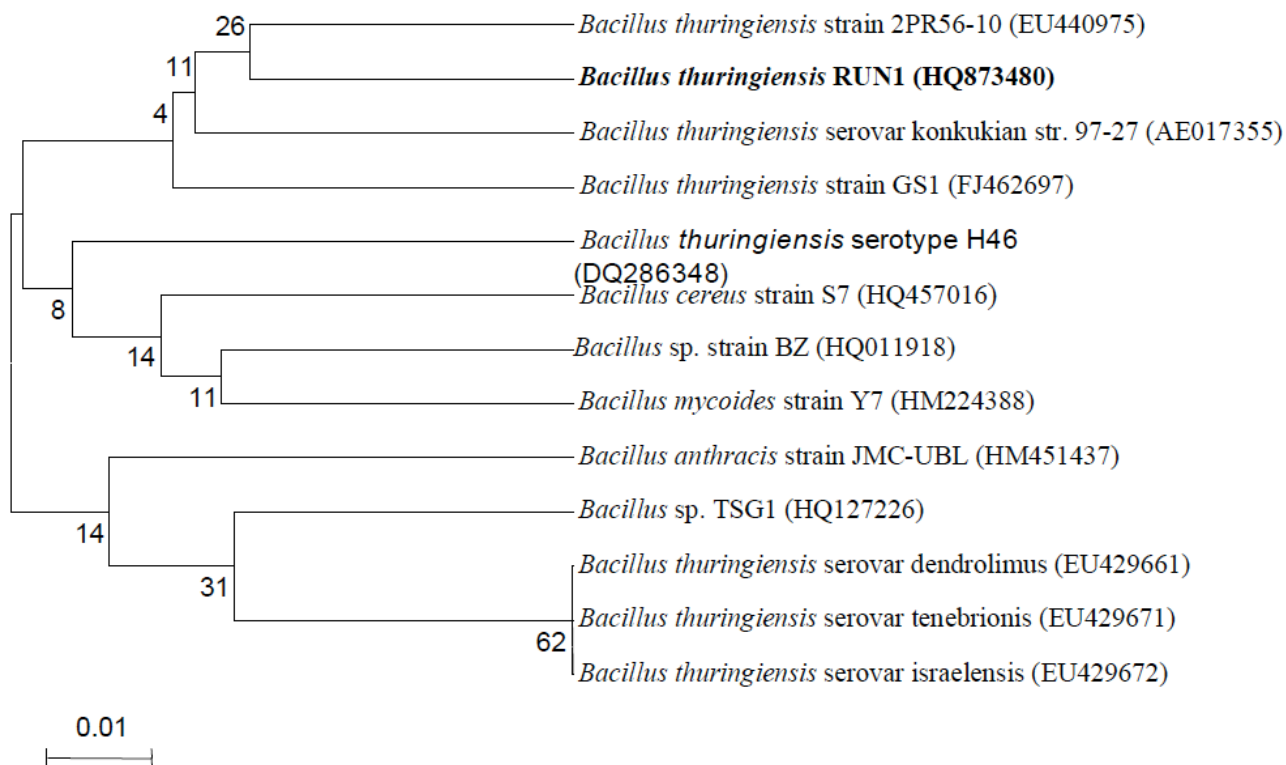 26
Bacillus thuringiensis strain 2PR56-10 (EU440975)
11
Bacillus thuringiensis RUN1 (HQ873480)
4
Bacillus thuringiensis serovar konkukian str. 97-27 (AE017355)
Bacillus thuringiensis strain GS1 (FJ462697)
Bacillus thuringiensis serotype H46
(DQ286348)
8
Bacillus cereus strain S7 (HQ457016)
14
Bacillus sp. strain BZ (HQ011918)
11
Bacillus mycoides strain Y7 (HM224388)
Bacillus anthracis strain JMC-UBL (HM451437)
14
Bacillus sp. TSG1 (HQ127226)
31
Bacillus thuringiensis serovar dendrolimus (EU429661)
Bacillus thuringiensis serovar tenebrionis (EU429671)
62
Bacillus thuringiensis serovar israelensis (EU429672)
0.01